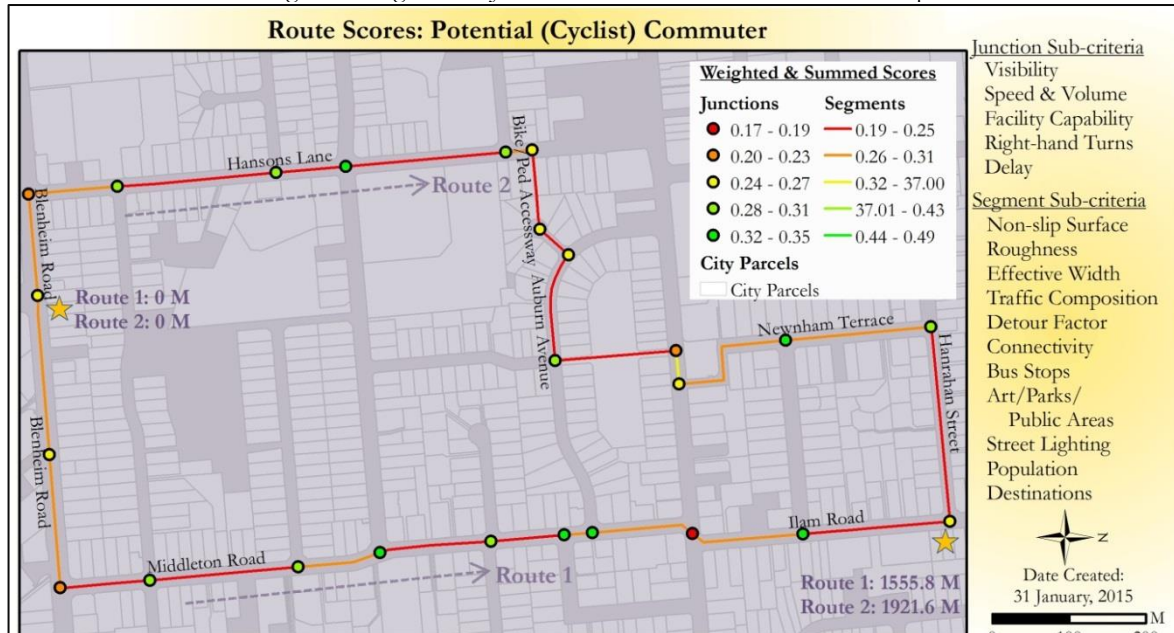 Route Scores: Potential (Cyclist) Commuter
Weighted & Summed Scores
Junctions Segments
0.17 - 0.19 0.19 - 0.25
0.20 - 0.23 0.26 - 0.31
0.24 - 0.27 0.32 - 37.00
0.28 - 0.31 37.01 - 0.43
0.32 - 0.35 0.44 - 0.49
City Parcels
City Parcels
Hansons Lane
Route 2
Bike/Ped Accessway
Blenheim Road
Route 1: 0 M
Route 2: 0 M
Auburn Avenue
Newnham Terrace
Hanrahan Street
Blenheim Road
Middleton Road
Route 1
Ilam Road
Route 1: 1555.8 M
Route 2: 1921.6 M
Junction Sub-criteria
Visibility
Speed & Volume
Facility Capability
Right-hand Turns
Delay
Segment Sub-criteria
Non-slip Surface
Roughness
Effective Width
Traffic Composition
Detour Factor
Connectivity
Bus Stops
Art/Parks/
Public Areas
Street Lighting
Population
Destinations
N
Date Created:
31 January, 2015
M